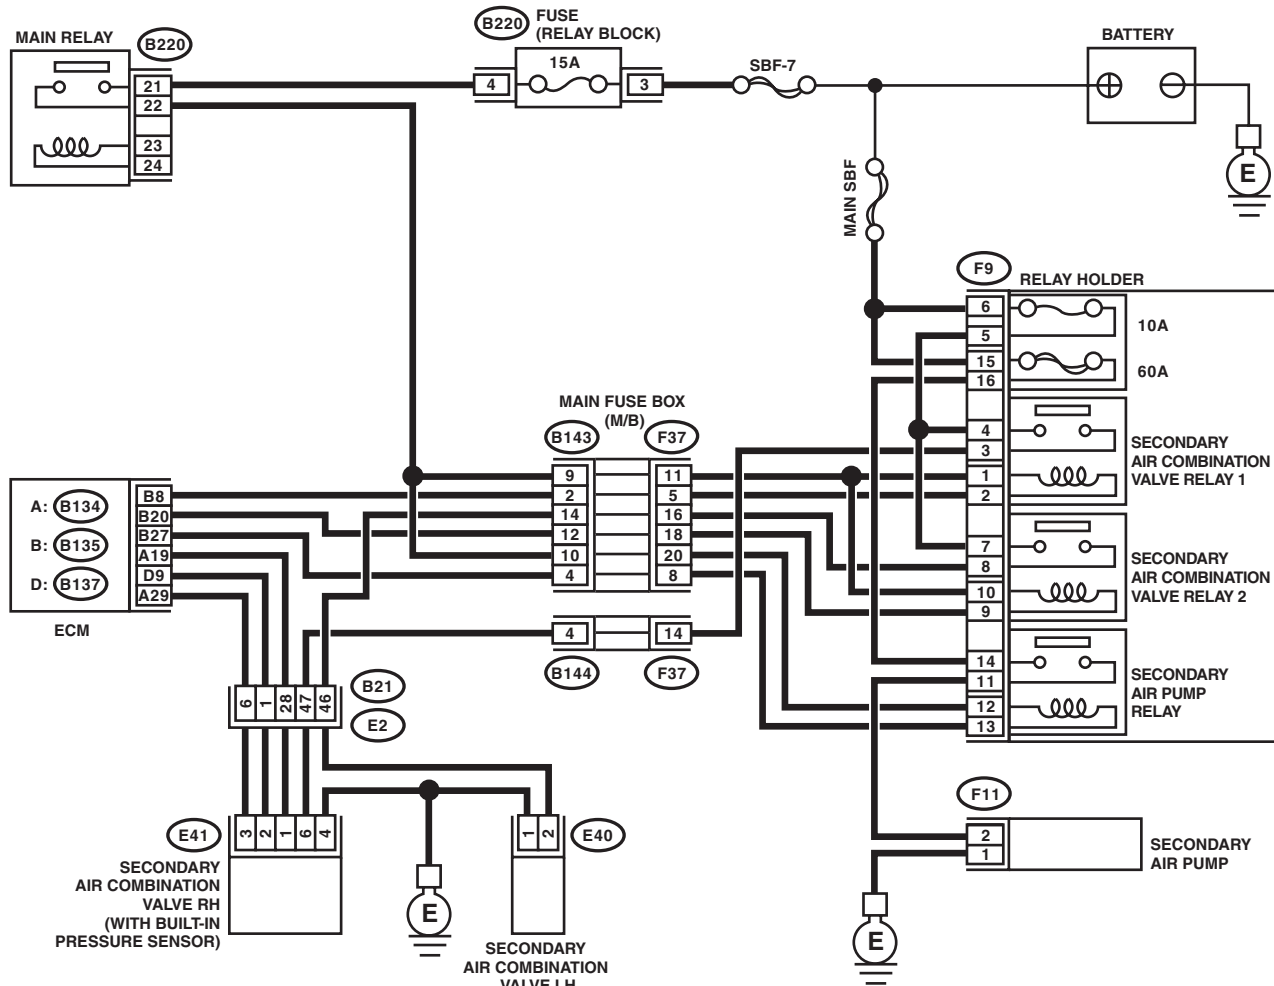 MAIN RELAY
B220
21
22
23
24
B220
FUSE
(RELAY BLOCK)
15A
4
3
SBF-7
BATTERY
E
MAIN SBF
F9
RELAY HOLDER
6
5
15
16
4
3
1
2
7
8
10
9
14
11
12
13
10A
60A
SECONDARY
AIR COMBINATION
VALVE RELAY 1
SECONDARY
AIR COMBINATION
VALVE RELAY 2
SECONDARY
AIR PUMP
RELAY
MAIN FUSE BOX
(M/B)
B143
F37
9
2
14
12
10
4
11
5
16
18
20
8
4
14
B144
F37
A: B134
B: B135
D: B137
B8
B20
B27
A19
D9
A29
ECM
6 1 28 47 46
B21
E2
E41
3 2 1 6 4
SECONDARY
AIR COMBINATION
VALVE RH
(WITH BUILT-IN
PRESSURE SENSOR)
E
1 2
E40
SECONDARY
AIR COMBINATION
VALVE LH
F11
2
1
SECONDARY
AIR PUMP
E